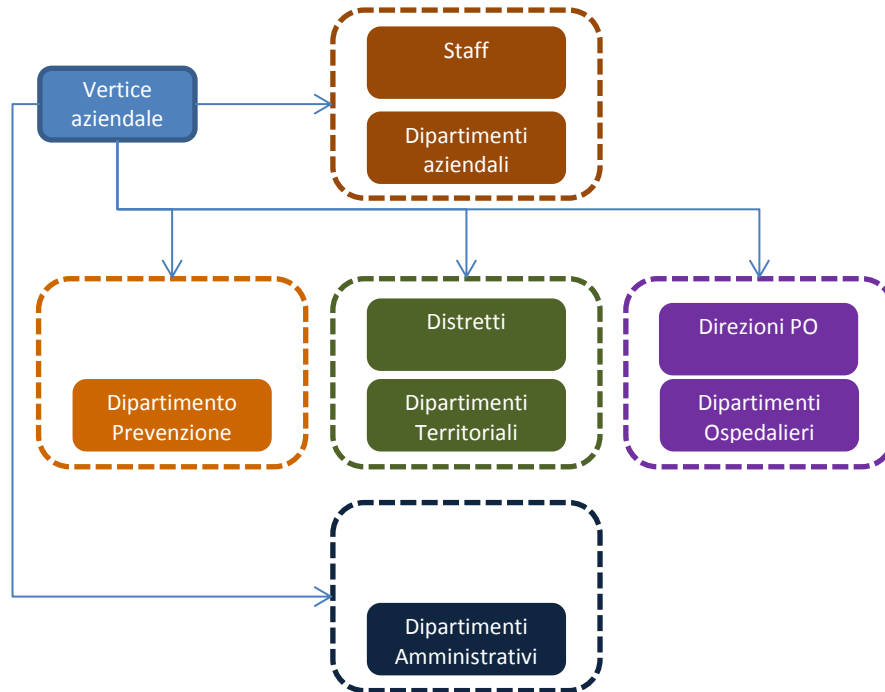 Staff
Vertice
aziendale
Dipartimenti
aziendali
Distretti
Direzioni PO
Dipartimento
Prevenzione
Dipartimenti
Territoriali
Dipartimenti
Ospedalieri
Dipartimenti
Amministrativi